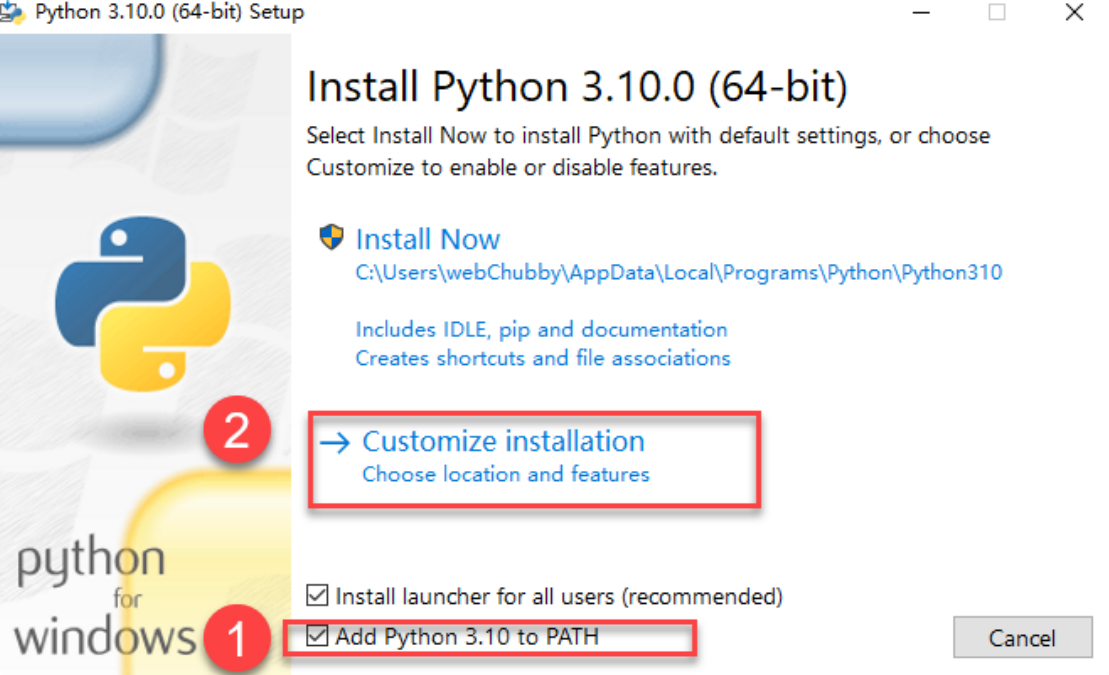 Python 3.10.0 (64-bit) Setup
Install Python 3.10.0 (64-bit)
Select Install Now to install Python with default settings, or choose
Customize to enable or disable features.
Install Now
C:\Users\webChubby\AppData\Local\Programs\Python\Python310
Includes IDLE, pip and documentation
Creates shortcuts and file associations
2
→ Customize installation
Choose location and features
python
for
windows
Install launcher for all users (recommended)
1
Add Python 3.10 to PATH
Cancel